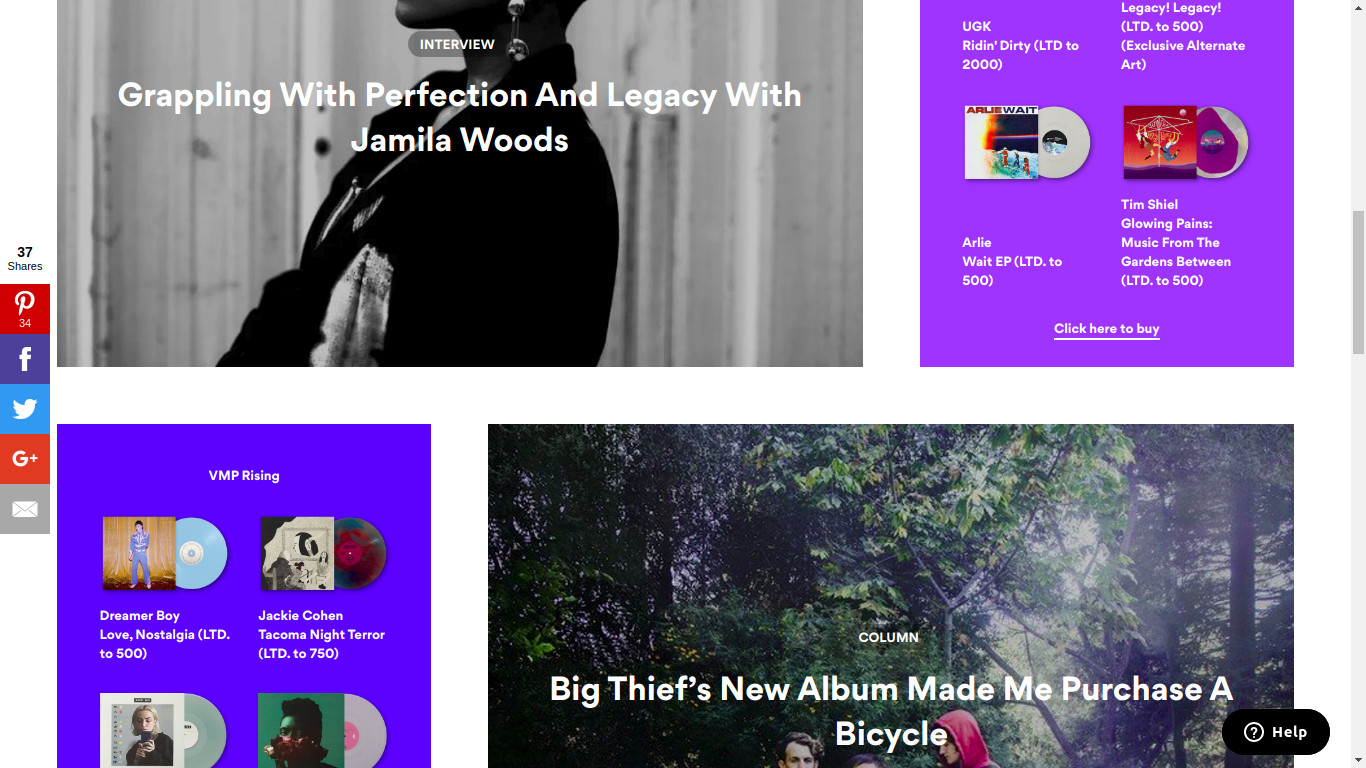 INTERVIEW
Grappling With Perfection And Legacy With
Jamila Woods
UGK
Ridin' Dirty (LTD to
2000)
Legacy! Legacy!
(LTD. to 500)
(Exclusive Alternate
Art)
ARLIE WAIT
Arlie
Wait EP (LTD. to
500)
Tim Shiel
Glowing Pains:
Music From The
Gardens Between
(LTD. to 500)
Click here to buy
37
Shares
34
G+
VMP Rising
Dreamer Boy
Love, Nostalgia (LTD.
to 500)
Jackie Cohen
Tacoma Night Terror
(LTD. to 750)
COLUMN
Big Thief’s New Album Made Me Purchase A
Bicycle
? Help